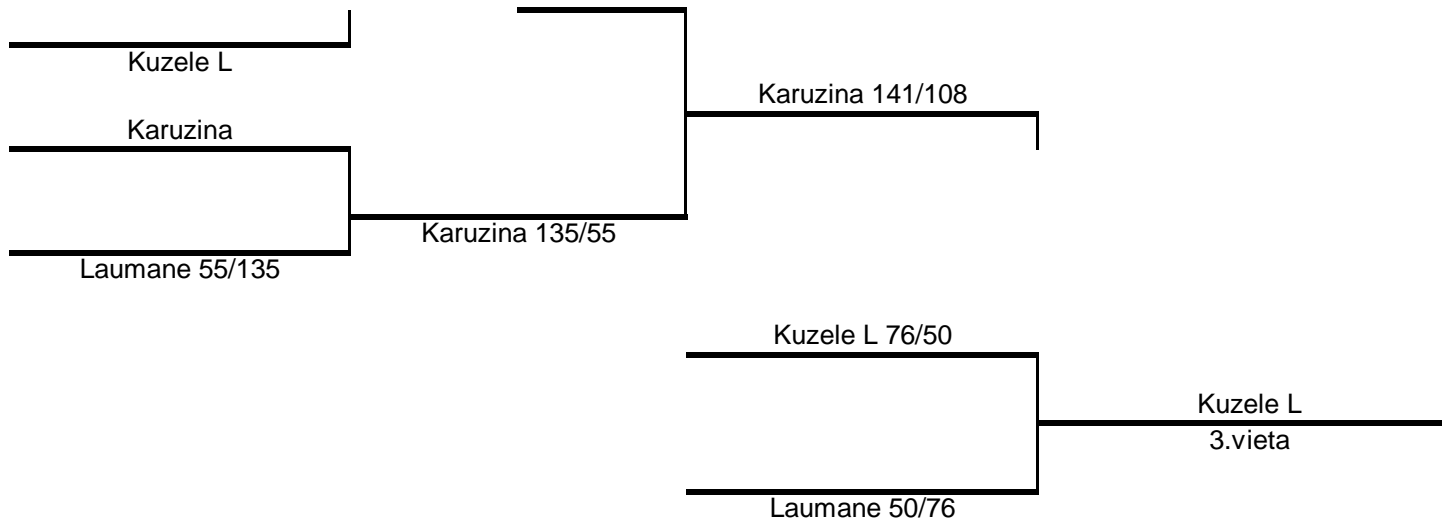 Kuzele L
Karuzina 141/108
Karuzina
Karuzina 135/55
Laumane 55/135
Kuzele L 76/50
Kuzele L
3.vieta
Laumane 50/76